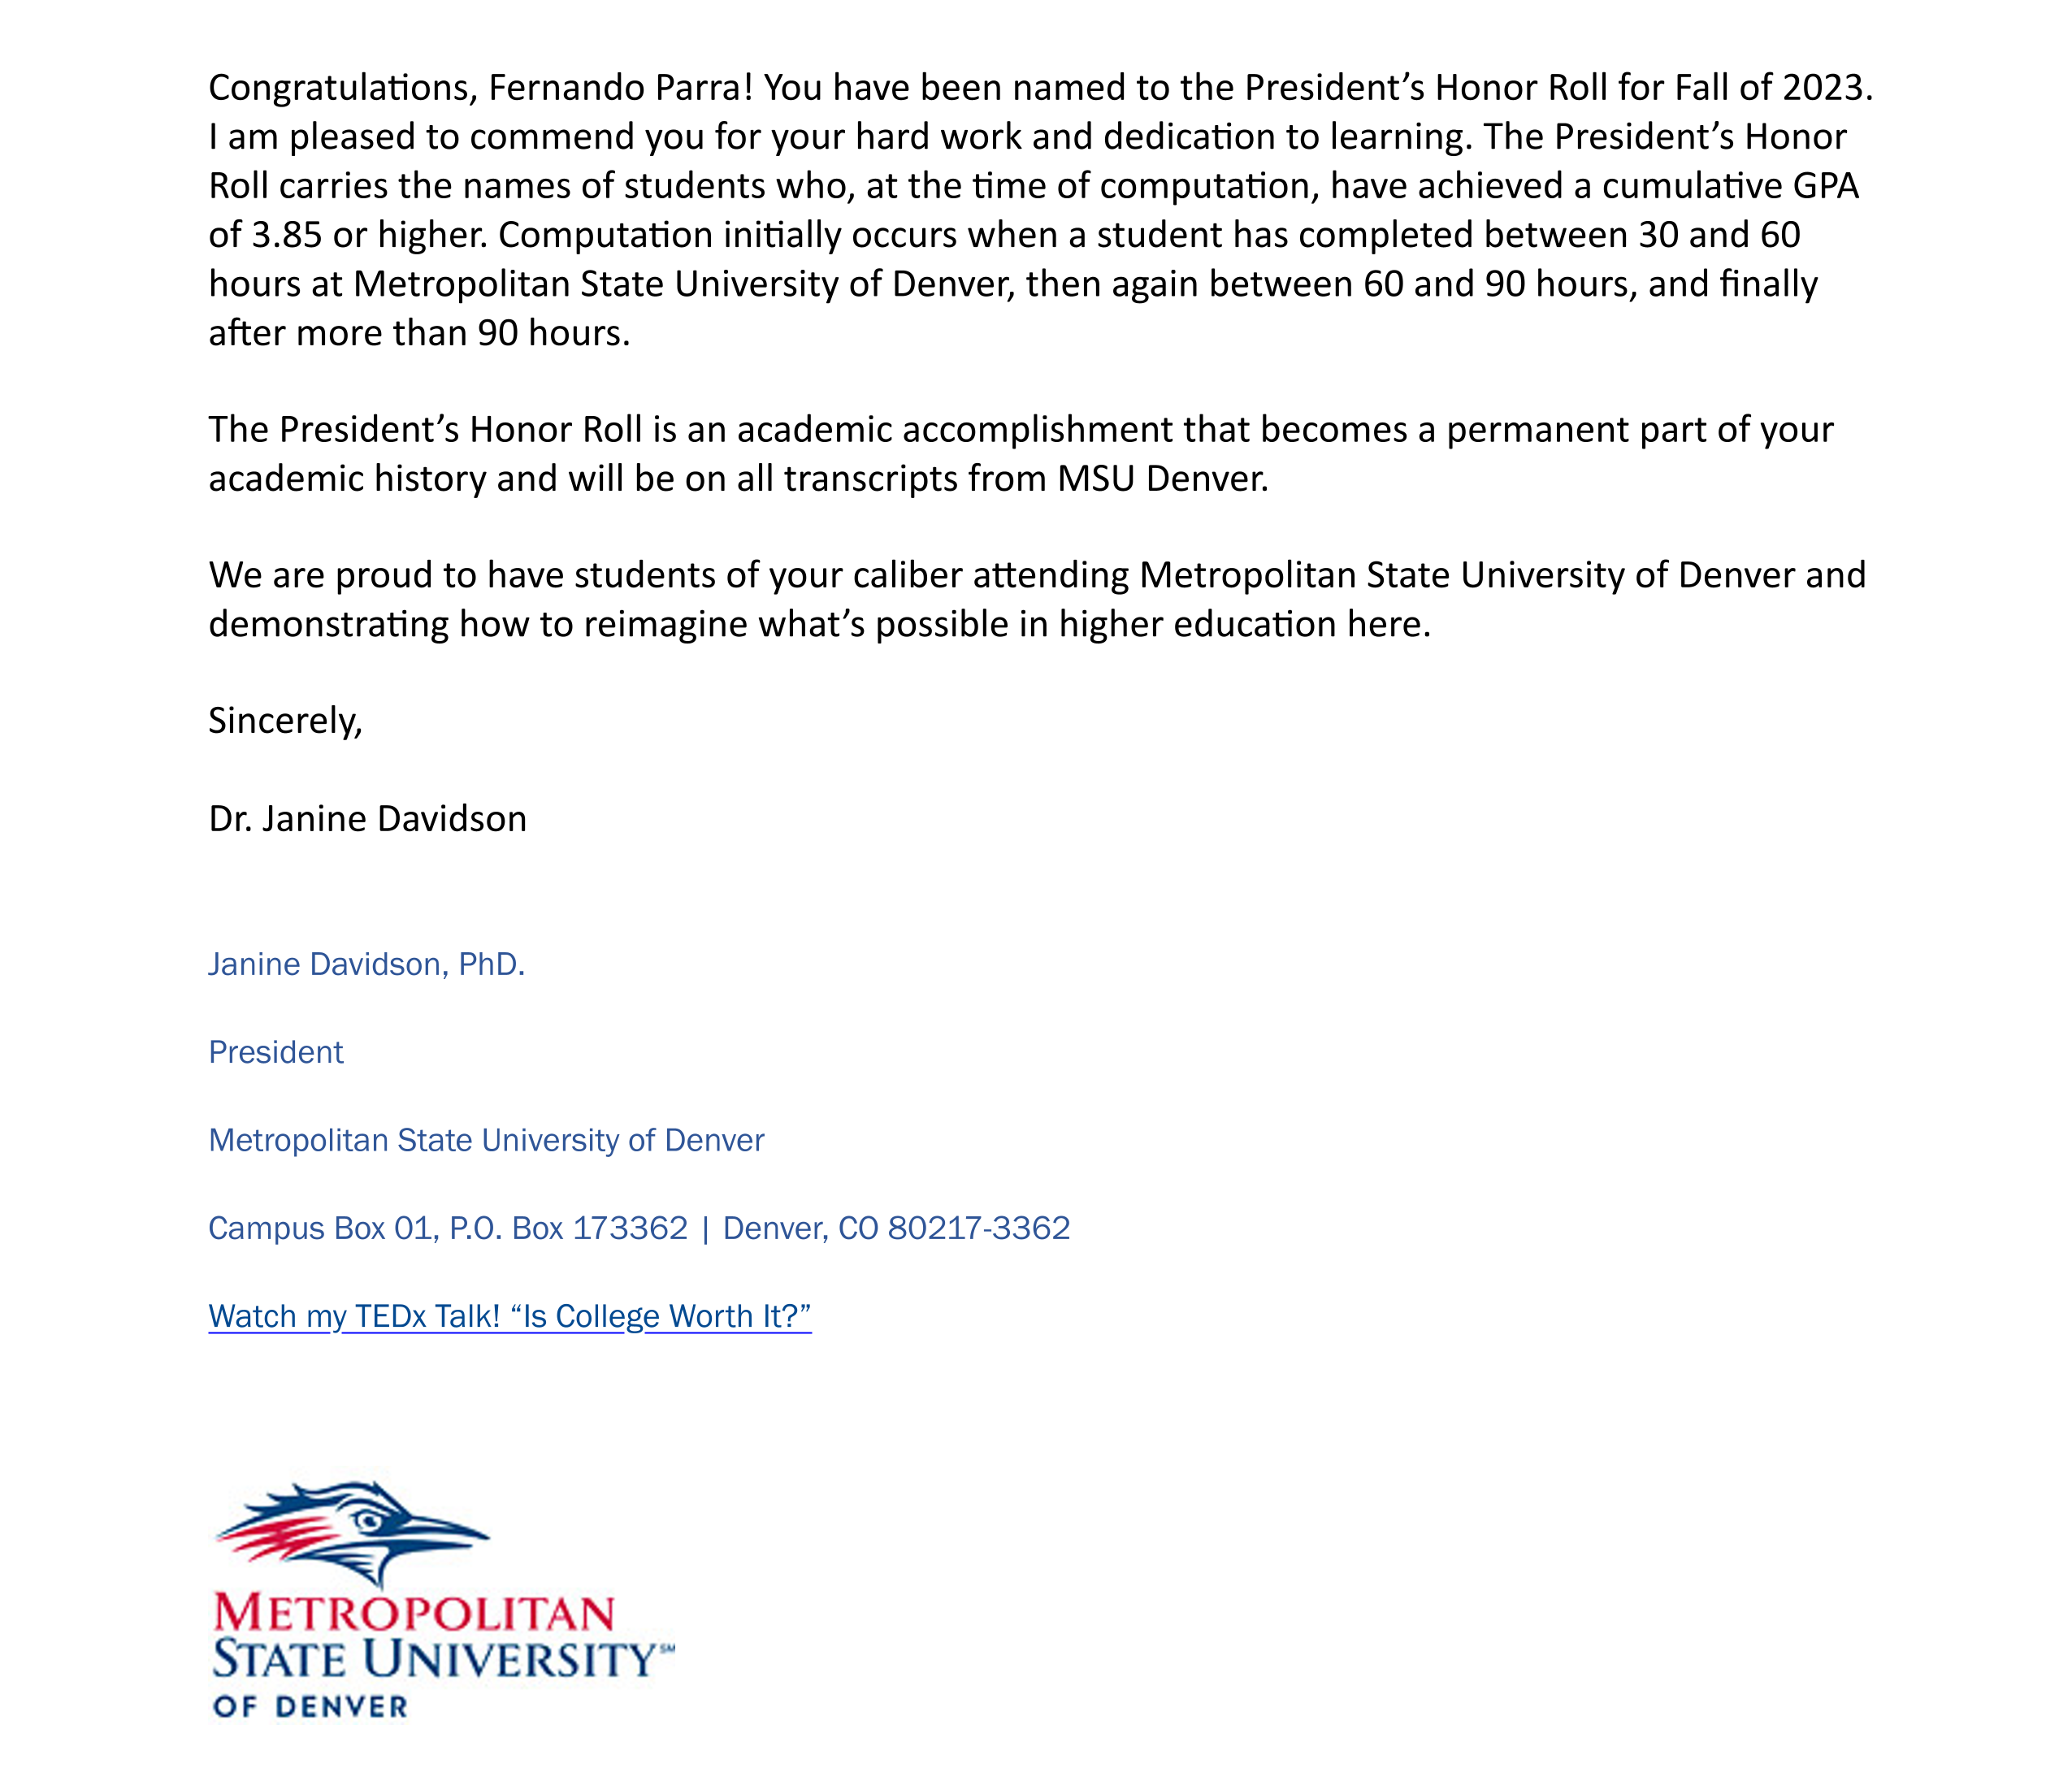 Congratulations, Fernando Parra! You have been named to the President’s Honor Roll for Fall of 2023.
I am pleased to commend you for your hard work and dedication to learning. The President’s Honor
Roll carries the names of students who, at the time of computation, have achieved a cumulative GPA
of 3.85 or higher. Computation initially occurs when a student has completed between 30 and 60
hours at Metropolitan State University of Denver, then again between 60 and 90 hours, and finally
after more than 90 hours.
The President’s Honor Roll is an academic accomplishment that becomes a permanent part of your
academic history and will be on all transcripts from MSU Denver.
We are proud to have students of your caliber attending Metropolitan State University of Denver and
demonstrating how to reimagine what’s possible in higher education here.
Sincerely,
Dr. Janine Davidson
Janine Davidson, PhD.
President
Metropolitan State University of Denver
Campus Box 01, P.O. Box 173362 | Denver, CO 80217-3362
Watch my TEDx Talk! “Is College Worth It?”
METROPOLITAN
STATE UNIVERSITY℠
OF DENVER